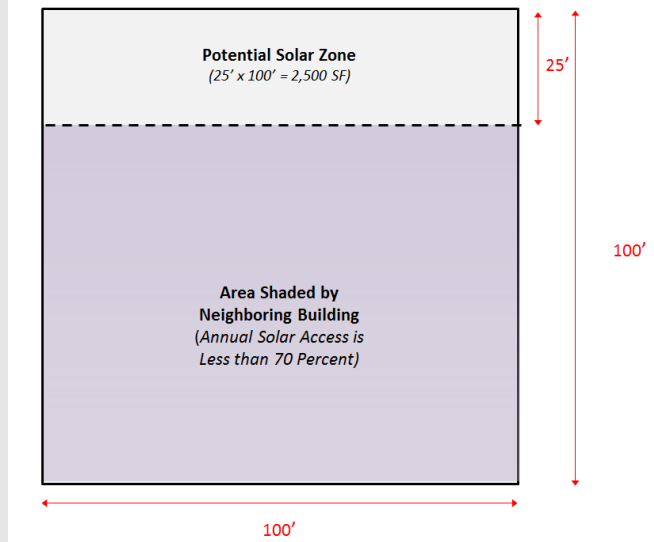 Potential Solar Zone
(25’ x 100’ = 2,500 SF)
25’
100’
Area Shaded by
Neighboring Building
(Annual Solar Access is
Less than 70 Percent)
100’